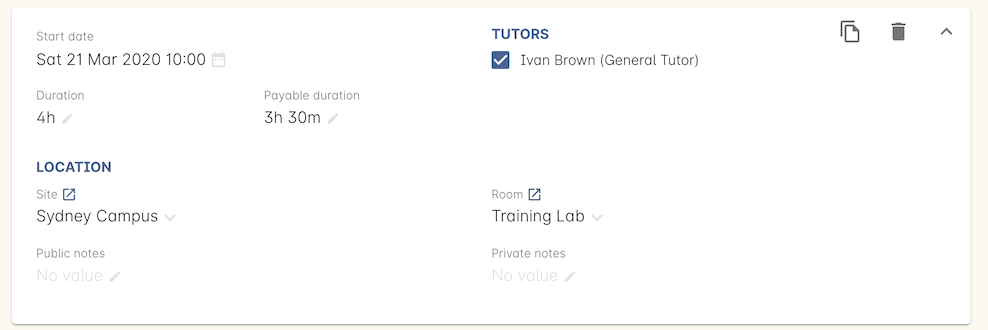 Start date
Sat 21 Mar 2020 10:00
TUTORS
Ivan Brown (General Tutor)
Duration
4h
Payable duration
3h 30m
LOCATION
Site
Sydney Campus
Room
Training Lab
Public notes
No value
Private notes
No value